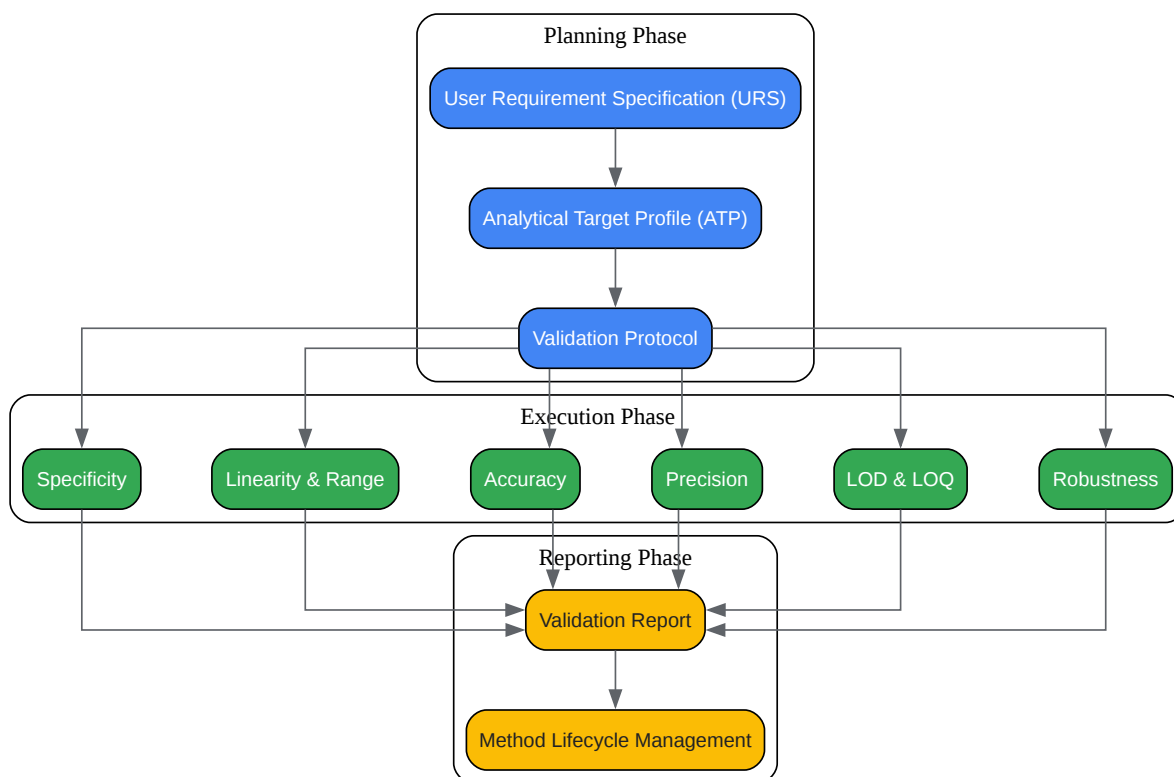 Planning Phase
User Requirement Specification (URS)
Analytical Target Profile (ATP)
Validation Protocol
Execution Phase
Specificity
Linearity & Range
Accuracy
Precision
LOD & LOQ
Robustness
Reporting Phase
Validation Report
Method Lifecycle Management